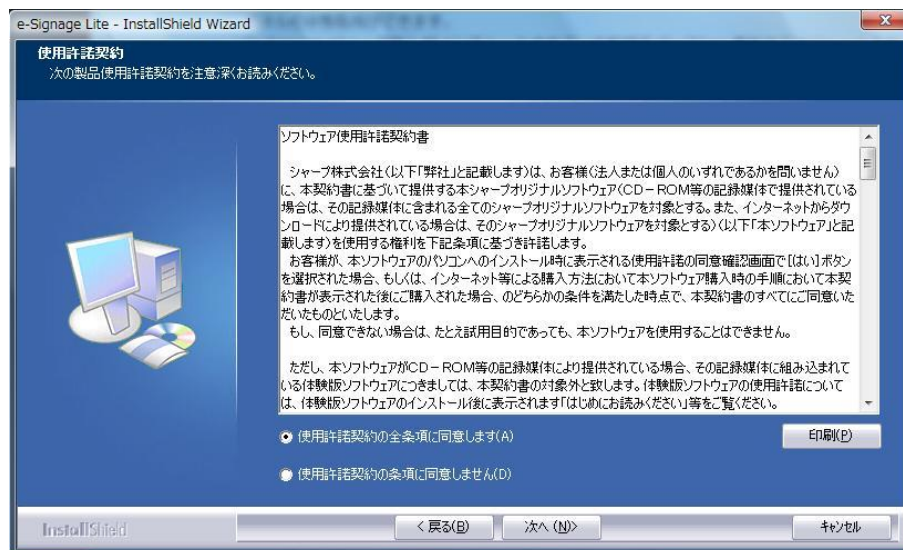 e-Signage Lite - InstallShield Wizard
使用許諾契約
次の製品使用許諾契約を注意深くお読みください。
ソフトウェア使用許諾契約書
シャープ株式会社(以下「弊社」と記載します)は、お客様(法人または個人のいずれであるかを問いません)
に、本契約書に基づいて提供する本シャープオリジナルソフトウェア(CD-ROM等の記録媒体で提供されている
場合は、その記録媒体に含まれる全てのシャープオリジナルソフトウェアを対象とする。また、インターネットからダウ
ンロードにより提供されている場合は、そのシャープオリジナルソフトウェアを対象とする)(以下「本ソフトウェア」と記
載します)を使用する権利を下記条項に基づき許諾します。
お客様が、本ソフトウェアのパソコンへのインストール時に表示される使用許諾の同意確認画面で[はい]ボタン
を選択された場合、もしくは、インターネット等による購入方法において本ソフトウェア購入時の手順において本契
約書が表示された後にご購入された場合、のどちらかの条件を満たした時点で、本契約書のすべてにご同意いた
だいたものといたします。
もし、同意できない場合は、たとえ試用目的であっても、本ソフトウェアを使用することはできません。
ただし、本ソフトウェアがCD-ROM等の記録媒体により提供されている場合、その記録媒体に組み込まれて
いる体験版ソフトウェアにつきましては、本契約書の対象外と致します。体験版ソフトウェアの使用許諾について
は、体験版ソフトウェアのインストール後に表示されます「はじめにお読みください」等をご覧ください。
使用許諾契約の全条項に同意します(A)
印刷(P)
使用許諾契約の条項に同意しません(D)
InstallShield
< 戻る(B)
次へ (N)>
キャンセル